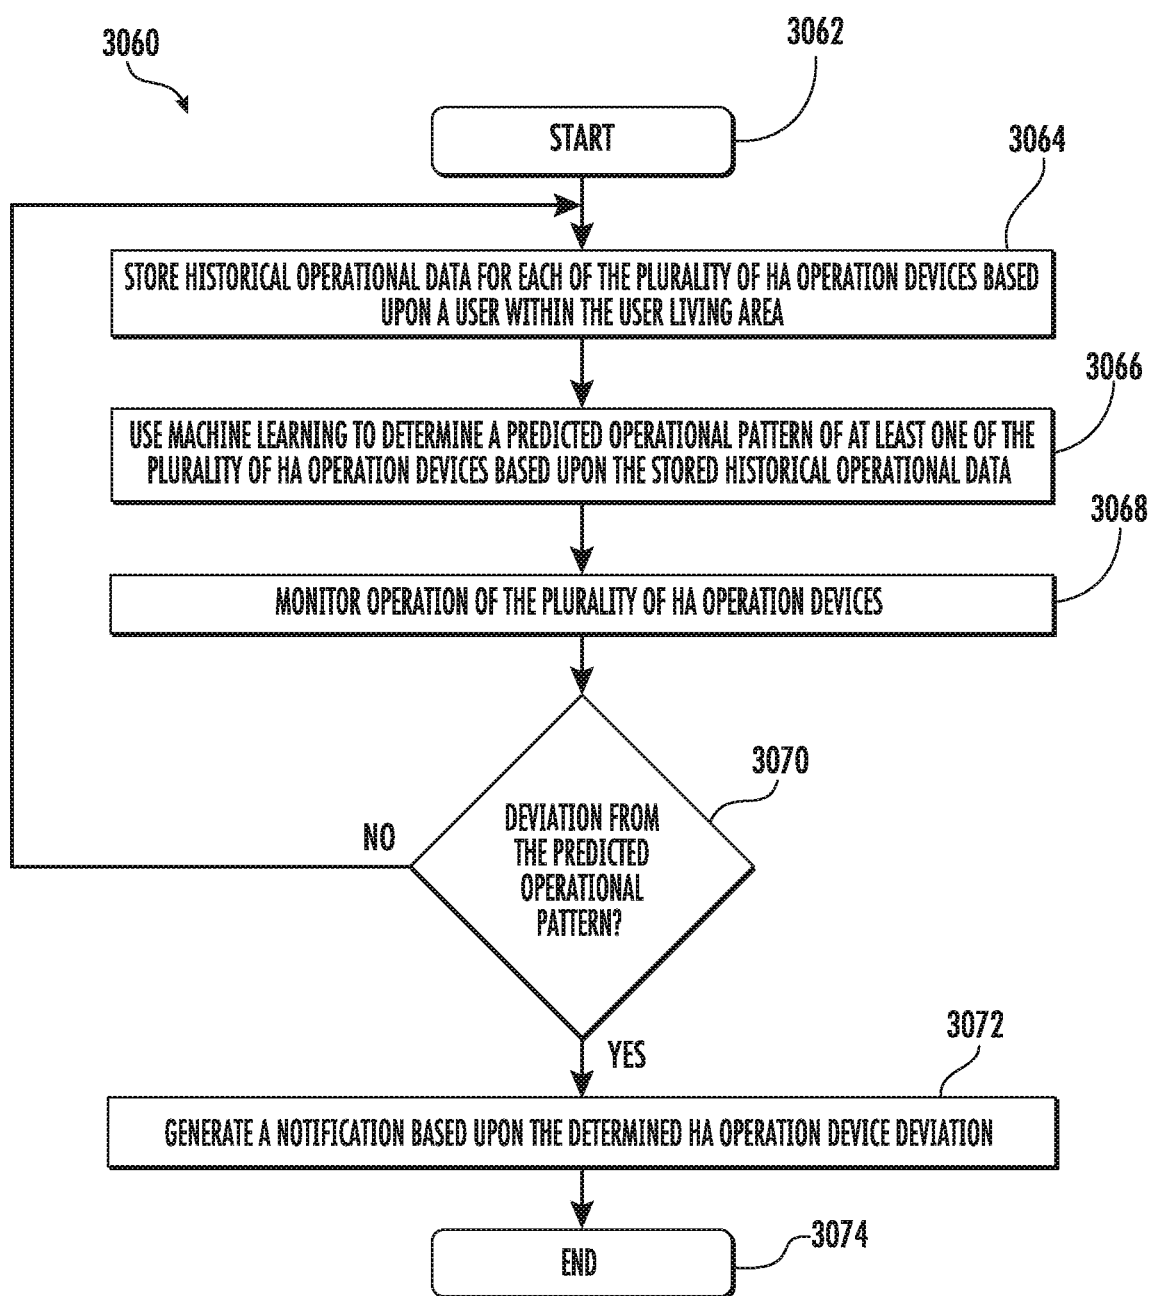 3060
3062
START
3064
STORE HISTORICAL OPERATIONAL DATA FOR EACH OF THE PLURALITY OF HA OPERATION DEVICES BASED
UPON A USER WITHIN THE USER LIVING AREA
3066
USE MACHINE LEARNING TO DETERMINE A PREDICTED OPERATIONAL PATTERN OF AT LEAST ONE OF THE
PLURALITY OF HA OPERATION DEVICES BASED UPON THE STORED HISTORICAL OPERATIONAL DATA
3068
MONITOR OPERATION OF THE PLURALITY OF HA OPERATION DEVICES
3070
DEVIATION FROM
THE PREDICTED
OPERATIONAL
PATTERN?
NO
YES
3072
GENERATE A NOTIFICATION BASED UPON THE DETERMINED HA OPERATION DEVICE DEVIATION
END
3074